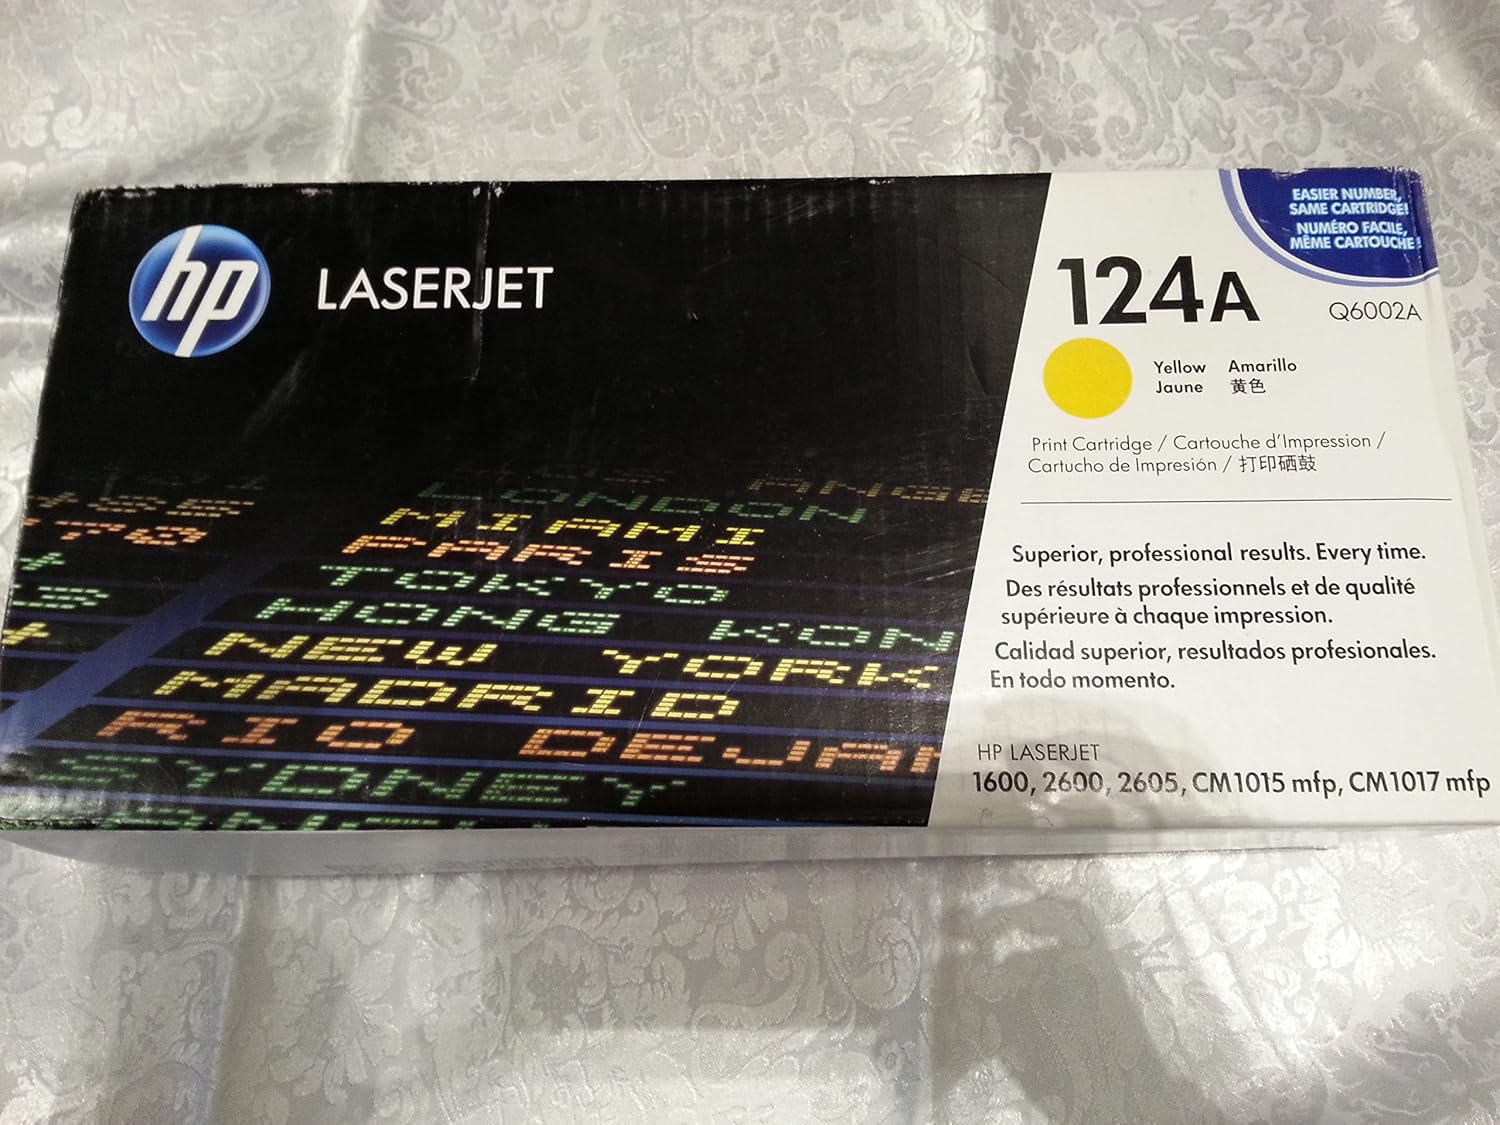 hp
LASERJET
EASIER NUMBER,
SAME CARTRIDGE!
NUMÉRO FACILE,
MÊME CARTOUCHE!
124A
Q6002A
Yellow Amarillo
Jaune 黄色
Print Cartridge / Cartouche d'Impression /
Cartucho de Impresión / 打印硒鼓
Superior, professional results. Every time.
Des résultats professionnels et de qualité
supérieure à chaque impression.
Calidad superior, resultados profesionales.
En todo momento.
HP LASERJET
1600, 2600, 2605, CM1015 mfp, CM1017 mfp
LONDON
MIAMI
PARIS
TOKYO
HONG KON
NEW YORK
MADRID
RIO DEJAN
SYDNEY